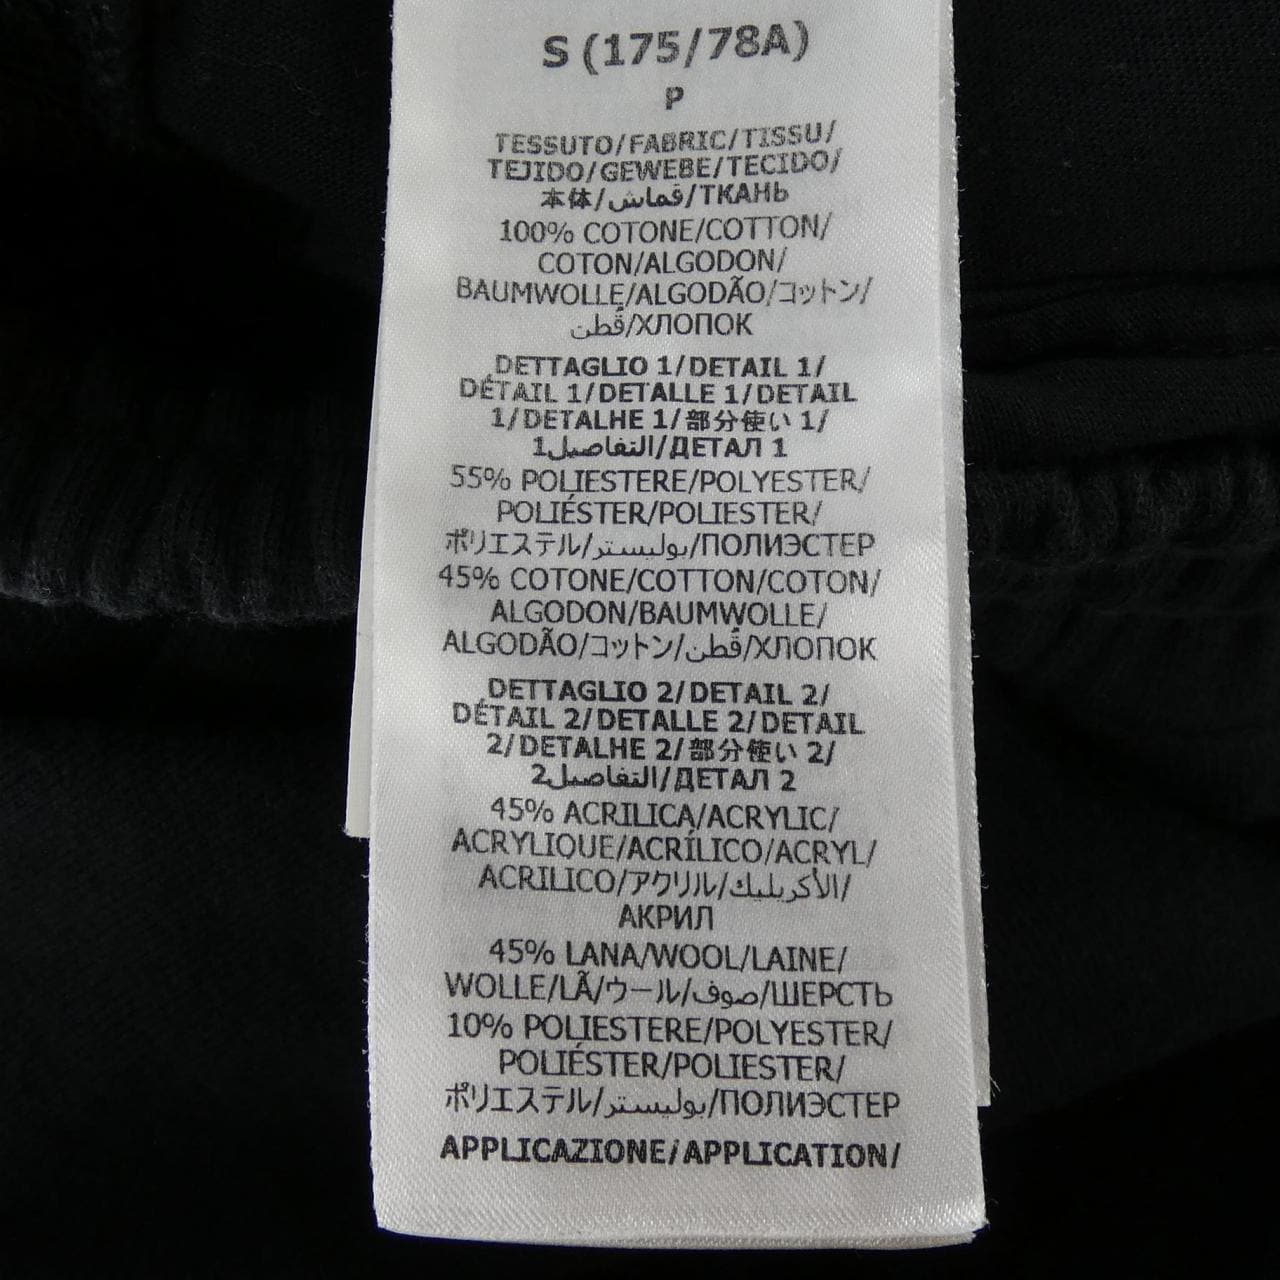 S (175/78A)
P
TESSUTO/FABRIC/TISSU/
TEJIDO/GEWEBE/TECIDO/
本体/قماش/ТКАНЬ
100% COTONE/COTTON/
COTON/ALGODON/
BAUMWOLLE/ALGODÃO/コットン/
قُطن/ХЛОПОК
DETTAGLIO 1/DETAIL 1/
DÉTAIL 1/DETALLE 1/DETAIL
1/DETALHE 1/部分使い 1/
التفاصيل1/ДЕТАЛ 1
55% POLIESTERE/POLYESTER/
POLIÉSTER/POLIESTER/
ポリエステル/بوليستر/ПОЛИЭСТЕР
45% COTONE/COTTON/COTON/
ALGODON/BAUMWOLLE/
ALGODÃO/コットン/قُطن/ХЛОПОК
DETTAGLIO 2/DETAIL 2/
DÉTAIL 2/DETALLE 2/DETAIL
2/DETALHE 2/部分使い 2/
التفاصيل2/ДЕТАЛ 2
45% ACRILICA/ACRYLIC/
ACRYLIQUE/ACRÍLICO/ACRYL/
ACRILICO/アクリル/الأكريليك/
АКРИЛ
45% LANA/WOOL/LAINE/
WOLLE/LÃ/ウール/صوف/ШЕРСТЬ
10% POLIESTERE/POLYESTER/
POLIÉSTER/POLIESTER/
ポリエステル/بوليستر/ПОЛИЭСТЕР
APPLICAZIONE/APPLICATION/